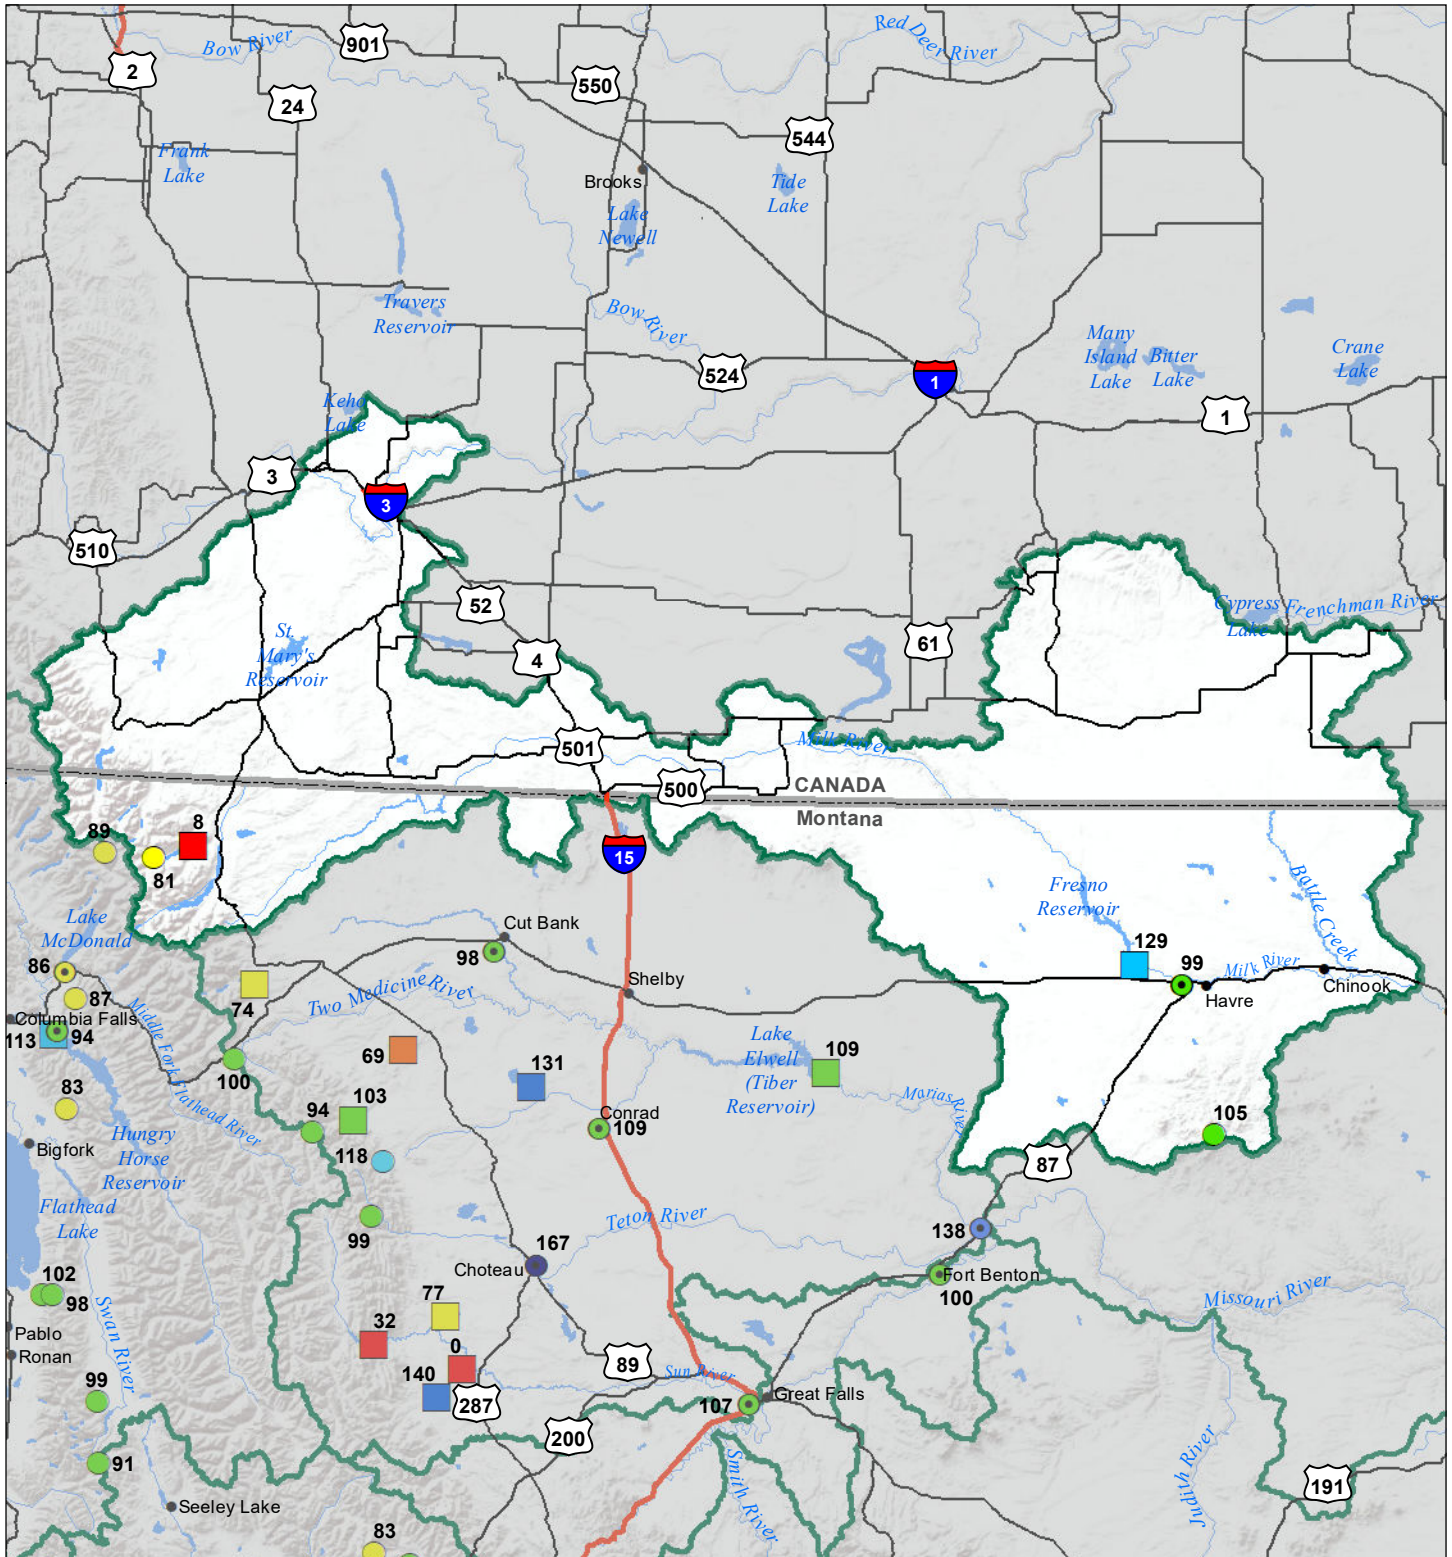 Bow River
901
Red Deer River
2
550
24
544
Frank
Lake
Brooks
Tide
Lake
Lake
Newell
Travers
Reservoir
Bow River
Many
Island
Lake
Bitter
Lake
Crane
Lake
524
1
1
Keho
Lake
3
3
510
52
Cypress
Lake
Frenchman River
61
St.
Mary's
Reservoir
4
501
Milk River
500
CANADA
Montana
8
89
81
15
Fresno
Reservoir
Battle Creek
Lake
McDonald
Cut Bank
98
129
99
Milk River
Havre
Chinook
86
87
74
Shelby
Two Medicine River
Columbia Falls
113
94
Middle Fork Flathead River
100
69
131
Lake
Elwell
(Tiber
Reservoir)
109
Marias River
83
103
94
Conrad
109
105
Bigfork
Hungry
Horse
Reservoir
118
87
Flathead
Lake
99
Teton River
138
Choteau
167
Fort Benton
100
102
98
Swan River
77
Missouri River
Pablo
Ronan
32
0
140
89
Sun River
287
Great Falls
107
99
200
91
Smith River
Judith River
191
Seeley Lake
83